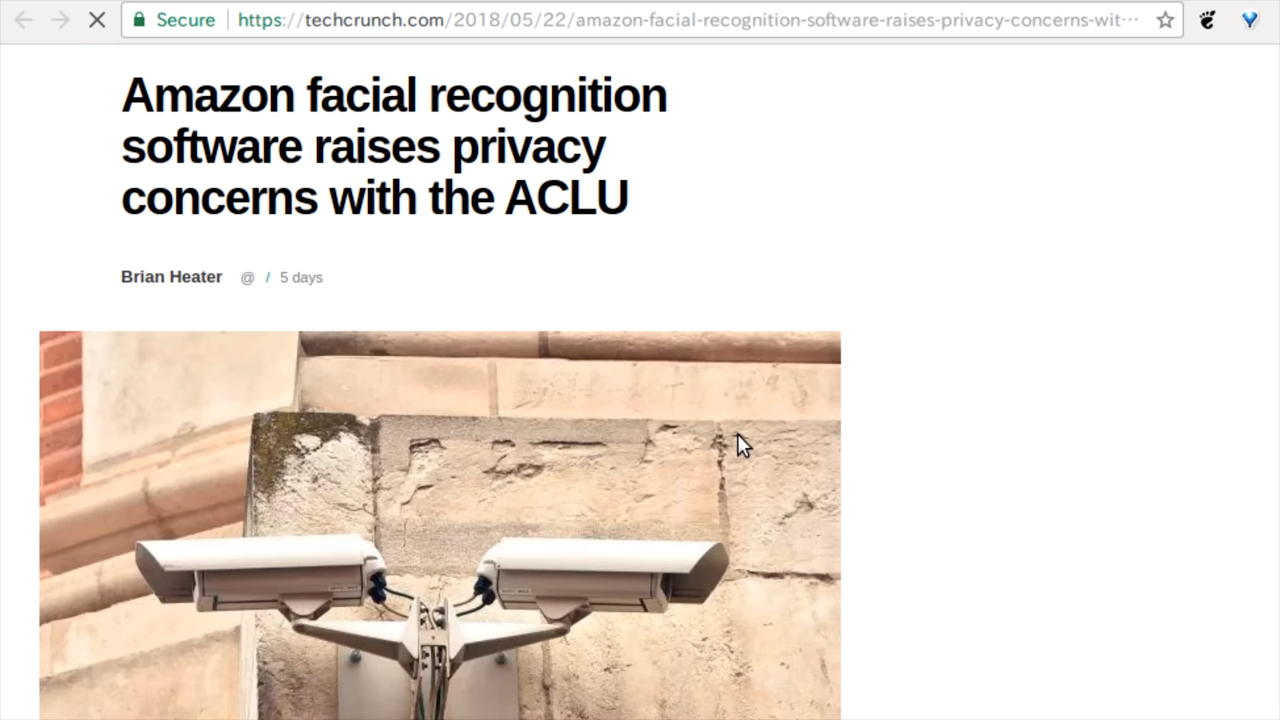 Secure https://techcrunch.com/2018/05/22/amazon-facial-recognition-software-raises-privacy-concerns-wit···
Amazon facial recognition
software raises privacy
concerns with the ACLU
Brian Heater @ / 5 days